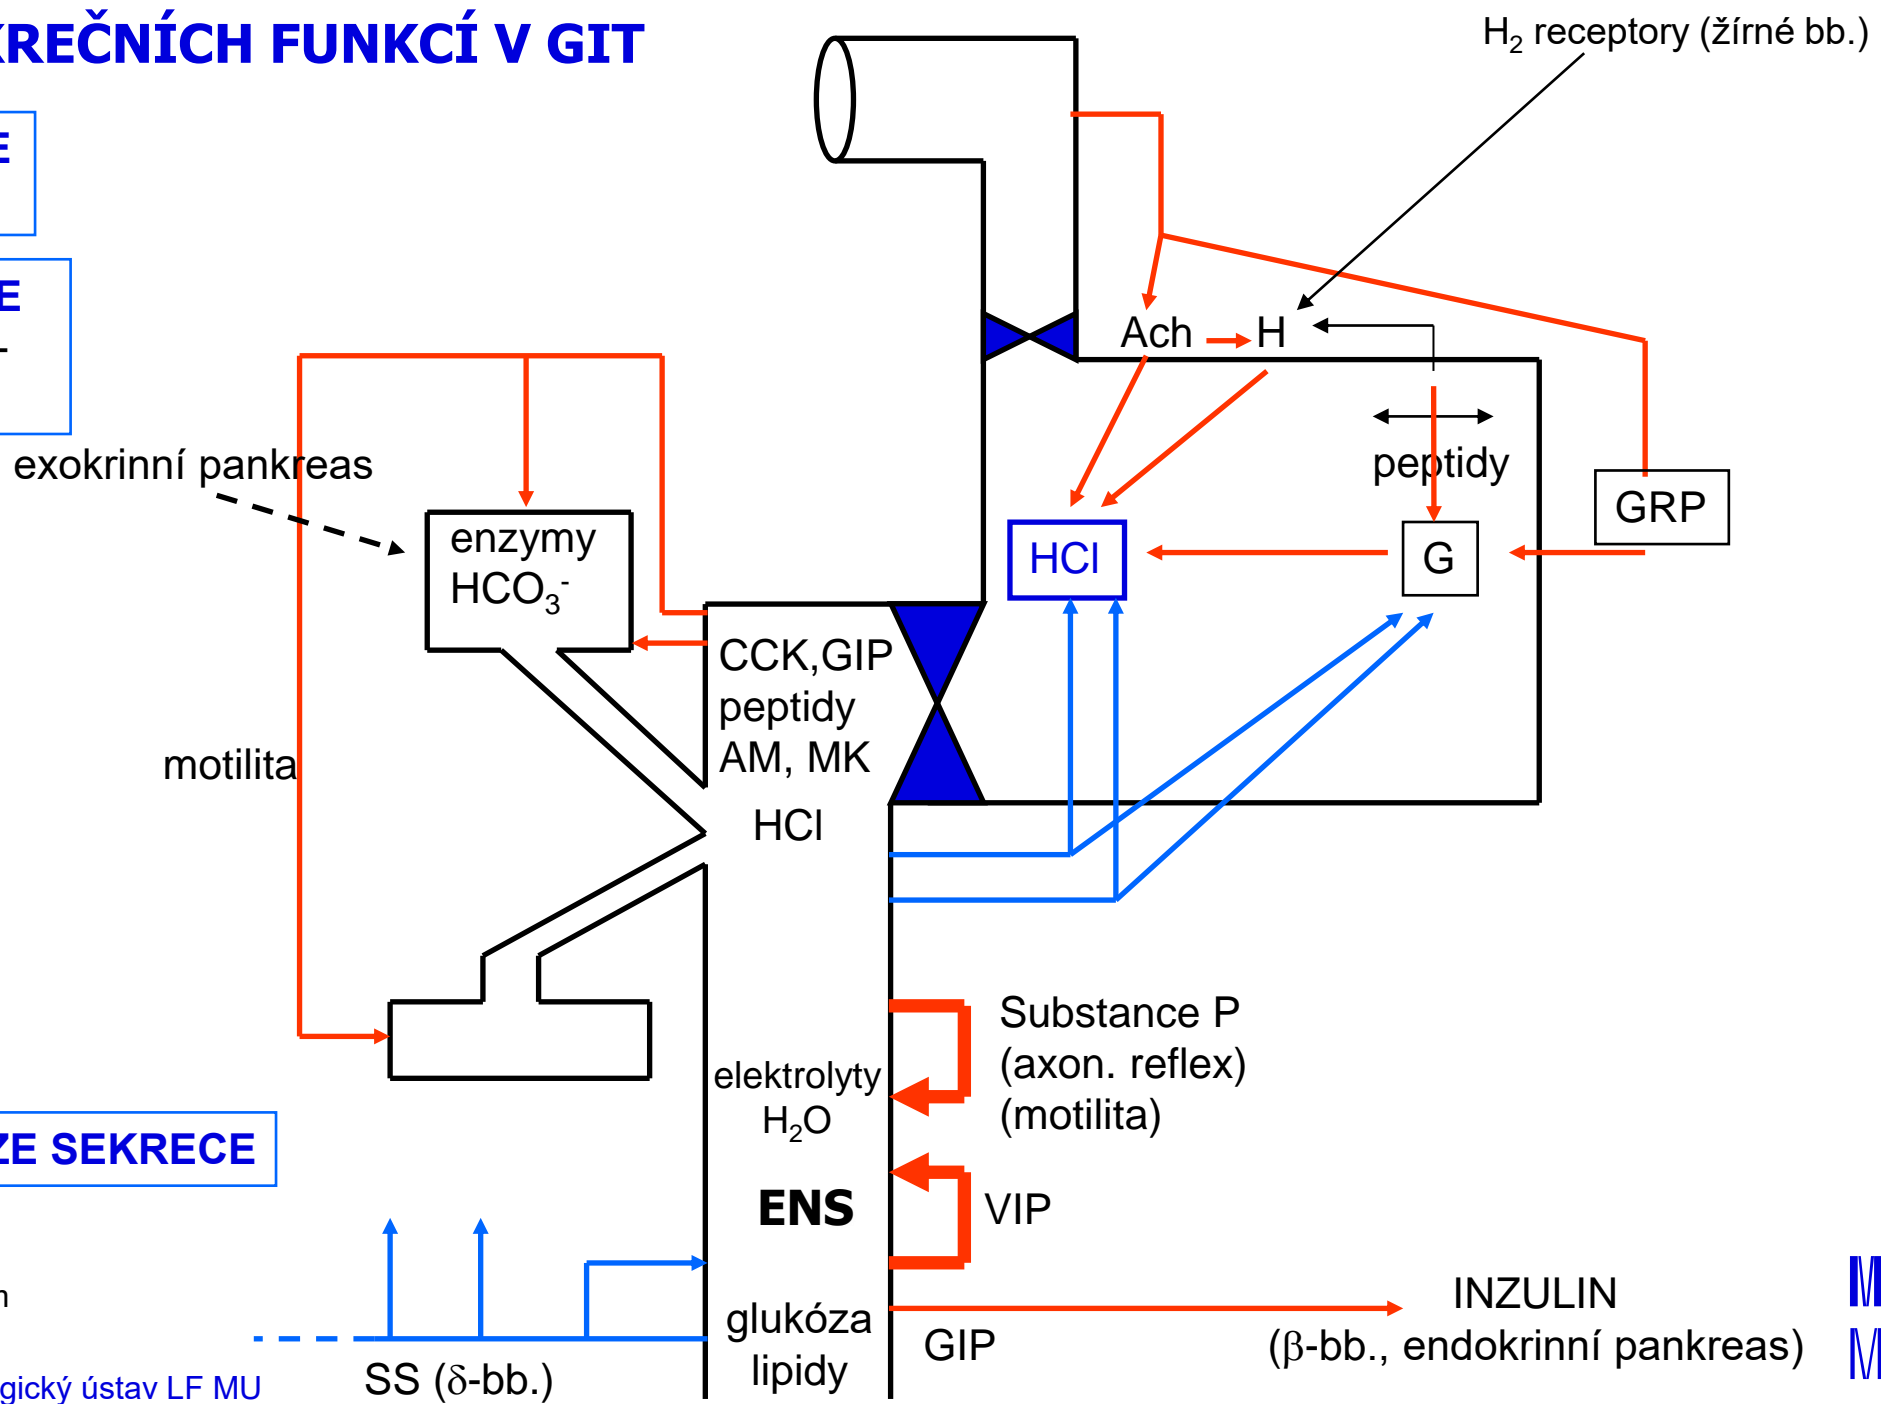 KREČNÍCH FUNKCÍ V GIT
H₂ receptory (žírné bb.)
E
E
-
Ach
H
exokrinní pankreas
peptidy
GRP
enzymy
HCO₃⁻
HCl
G
CCK,GIP
peptidy
AM, MK
motilita
HCl
Substance P
(axon. reflex)
(motilita)
elektrolyty
H₂O
ZE SEKRECE
ENS
VIP
glukóza
lipidy
GIP
INZULIN
(β-bb., endokrinní pankreas)
SS (δ-bb.)
gický ústav LF MU